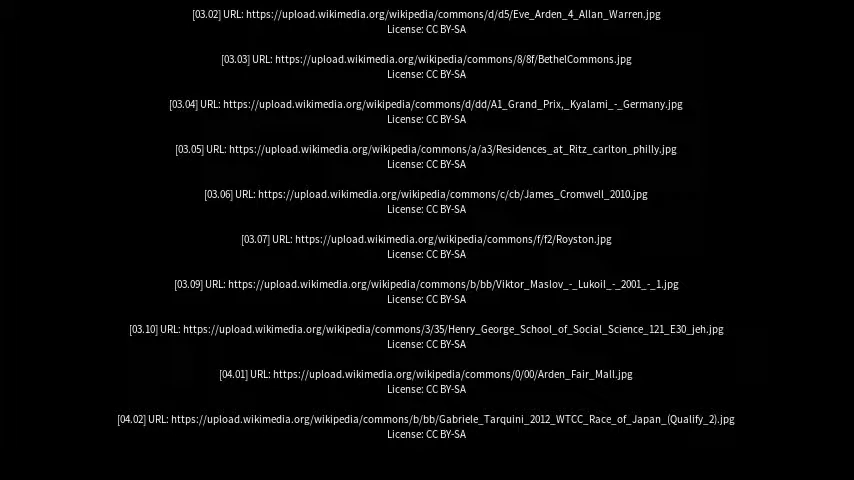 [03.02] URL: https://upload.wikimedia.org/wikipedia/commons/d/d5/Eve_Arden_4_Allan_Warren.jpg
License: CC BY-SA
[03.03] URL: https://upload.wikimedia.org/wikipedia/commons/8/8f/BethelCommons.jpg
License: CC BY-SA
[03.04] URL: https://upload.wikimedia.org/wikipedia/commons/d/dd/A1_Grand_Prix,_Kyalami_-_Germany.jpg
License: CC BY-SA
[03.05] URL: https://upload.wikimedia.org/wikipedia/commons/a/a3/Residences_at_Ritz_carlton_philly.jpg
License: CC BY-SA
[03.06] URL: https://upload.wikimedia.org/wikipedia/commons/c/cb/James_Cromwell_2010.jpg
License: CC BY-SA
[03.07] URL: https://upload.wikimedia.org/wikipedia/commons/f/f2/Royston.jpg
License: CC BY-SA
[03.09] URL: https://upload.wikimedia.org/wikipedia/commons/b/bb/Viktor_Maslov_-_Lukoil_-_2001_-_1.jpg
License: CC BY-SA
[03.10] URL: https://upload.wikimedia.org/wikipedia/commons/3/35/Henry_George_School_of_Social_Science_121_E30_jeh.jpg
License: CC BY-SA
[04.01] URL: https://upload.wikimedia.org/wikipedia/commons/0/00/Arden_Fair_Mall.jpg
License: CC BY-SA
[04.02] URL: https://upload.wikimedia.org/wikipedia/commons/b/bb/Gabriele_Tarquini_2012_WTCC_Race_of_Japan_(Qualify_2).jpg
License: CC BY-SA